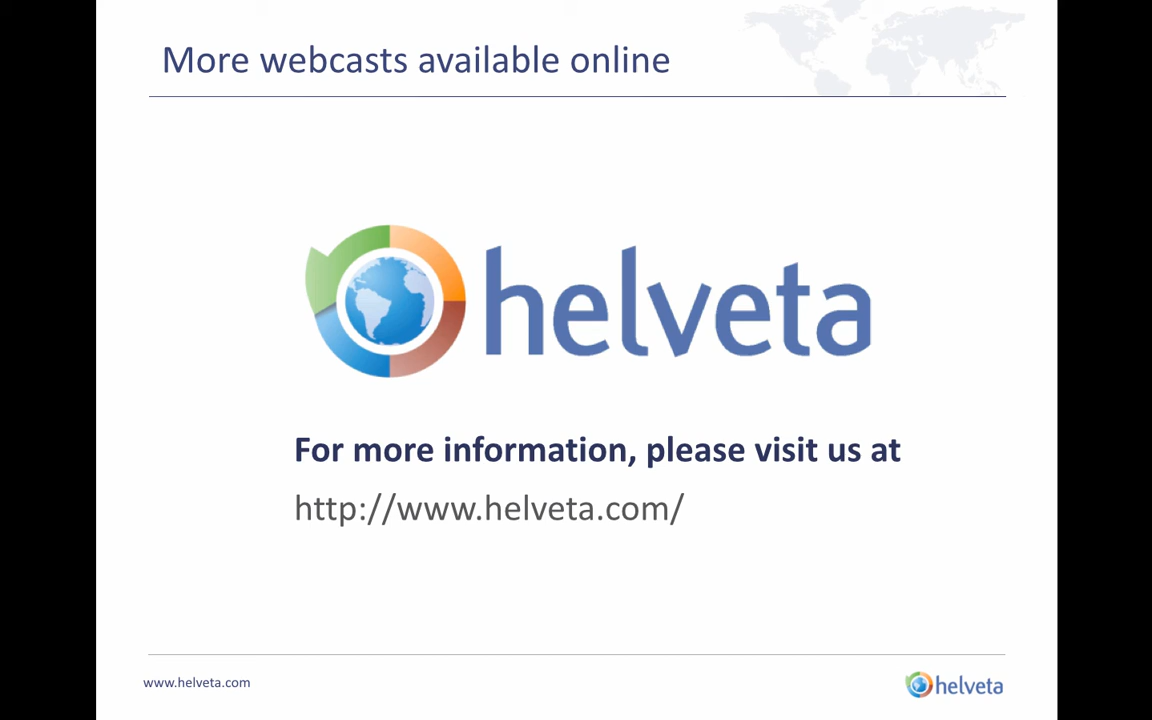 More webcasts available online
helveta
For more information, please visit us at
http://www.helveta.com/
www.helveta.com
helveta